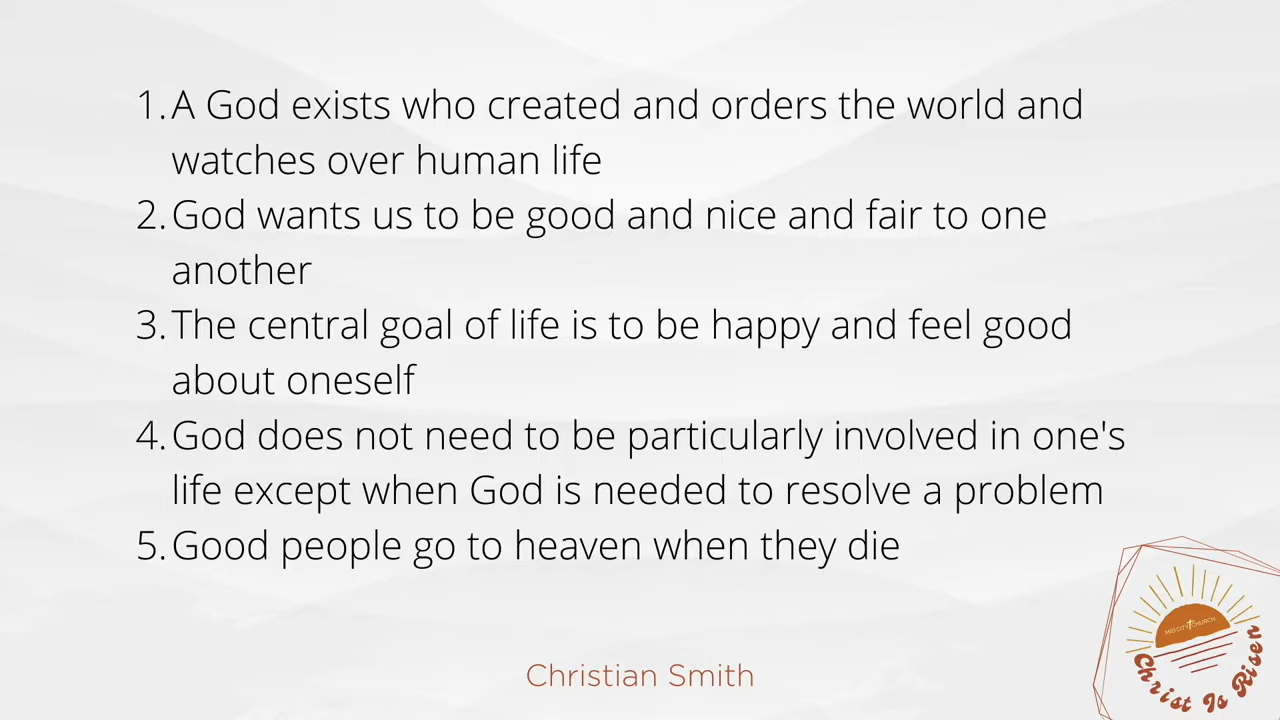 1. A God exists who created and orders the world and
watches over human life
2. God wants us to be good and nice and fair to one
another
3. The central goal of life is to be happy and feel good
about oneself
4. God does not need to be particularly involved in one's
life except when God is needed to resolve a problem
5. Good people go to heaven when they die
MID CITY CHURCH
Christ Is Risen
Christian Smith